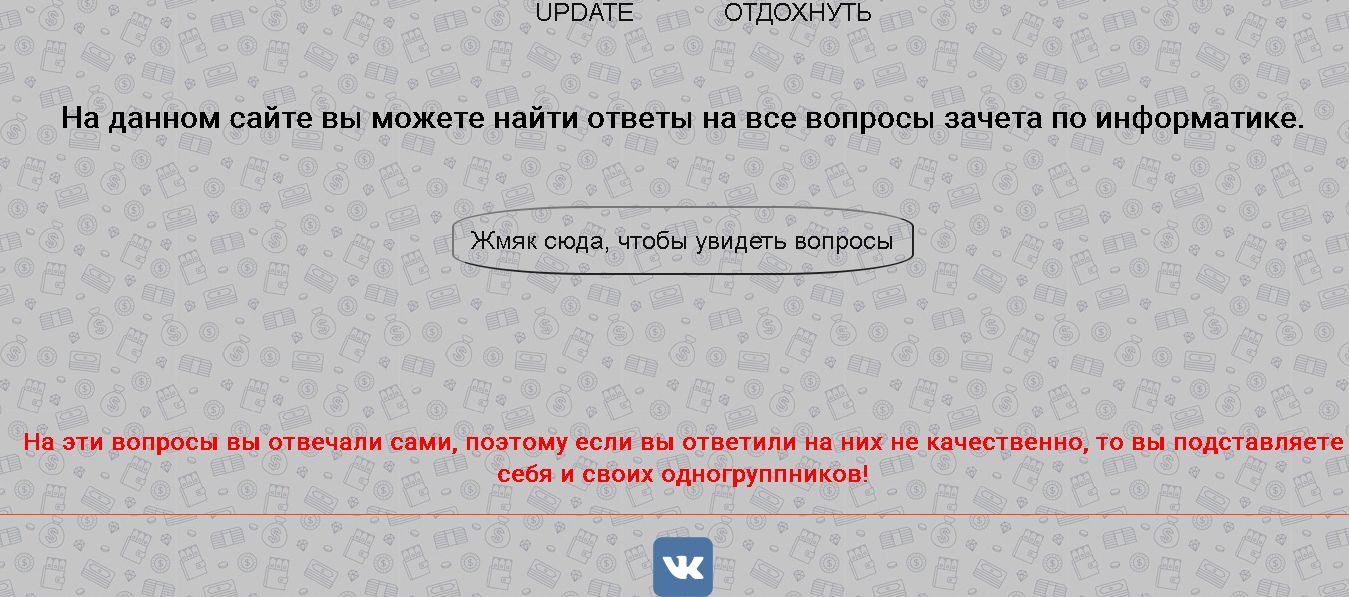 UPDATE ОТДОХНУТЬ
На данном сайте вы можете найти ответы на все вопросы зачета по информатике.
Жмяк сюда, чтобы увидеть вопросы
На эти вопросы вы отвечали сами, поэтому если вы ответили на них не качественно, то вы подставляете
себя и своих одногруппников!